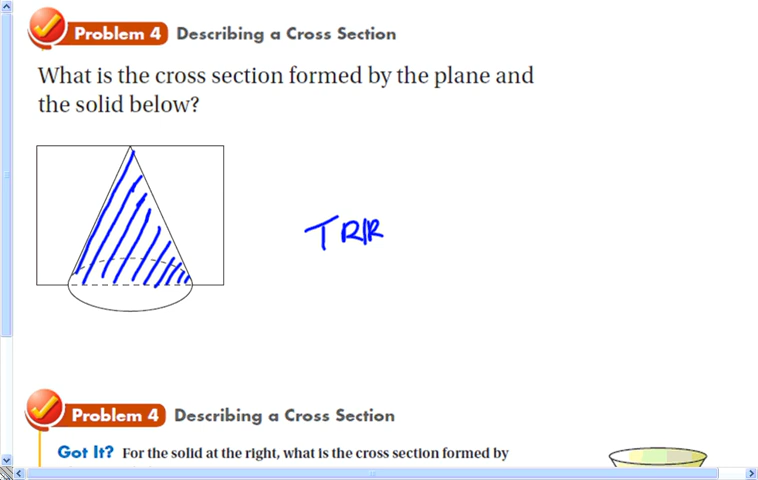 Problem 4 Describing a Cross Section
What is the cross section formed by the plane and
the solid below?
TRIR
Problem 4 Describing a Cross Section
Got It? For the solid at the right, what is the cross section formed by